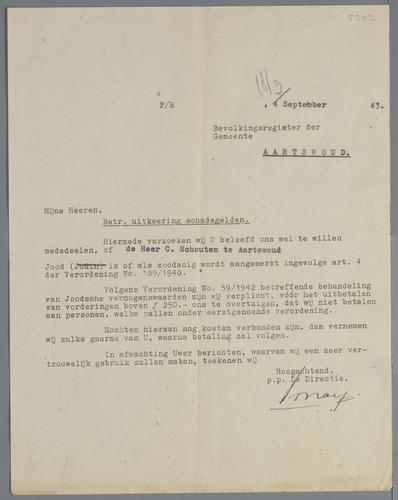 5202
P/R
, 4 September 43.
Bevolkingsregister der
Gemeente
AARTSWOUD.
Mijne Heeren,
Betr. uitkeering schadegelden.
Hiermede verzoeken wij U beleefd ons wel te willen
mededeelen, of de Heer C. Schouten te Aartswoud
Jood (Jodin) is of als zoodanig wordt aangemerkt ingevolge art. 4
der Verordening No. 189/1940.
Volgens Verordening No. 59/1942 betreffende behandeling
van Joodsche vermogenswaarden zijn wij verplicht, vóór het uitbetalen
van vorderingen boven ƒ 250.- ons te overtuigen, dat wij niet betalen
aan personen, welke vallen onder eerstgenoemde verordening.
Mochten hieraan nog kosten verbonden zijn, dan vernemen
wij zulks gaarne van U, waarna betaling zal volgen.
In afwachting Uwer berichten, waarvan wij een zeer ver-
trouwelijk gebruik zullen maken, teekenen wij
Hoogachtend,
p.p. De Directie,